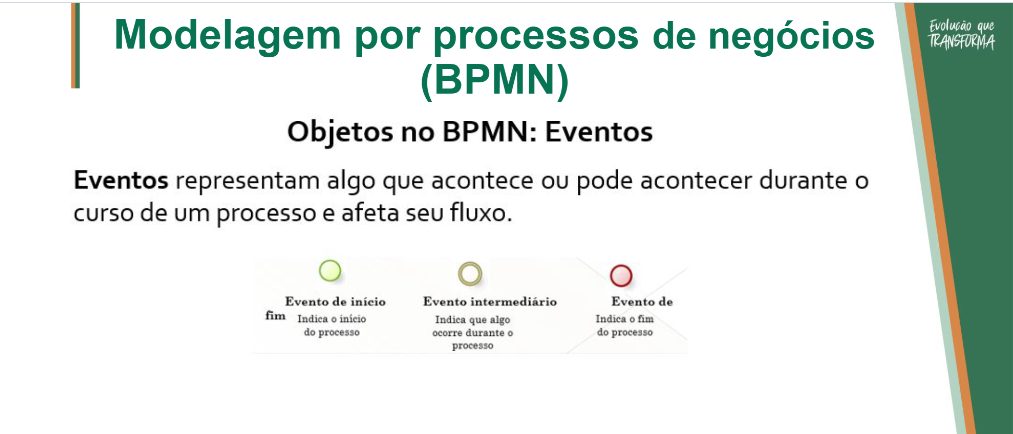 Modelagem por processos de negócios
(BPMN)
Evolução que
TRANSFORMA
Objetos no BPMN: Eventos
Eventos representam algo que acontece ou pode acontecer durante o
curso de um processo e afeta seu fluxo.
Evento de início
Evento intermediário
Evento de
fim
Indica o início
do processo
Indica que algo
ocorre durante o
processo
Indica o fim
do processo